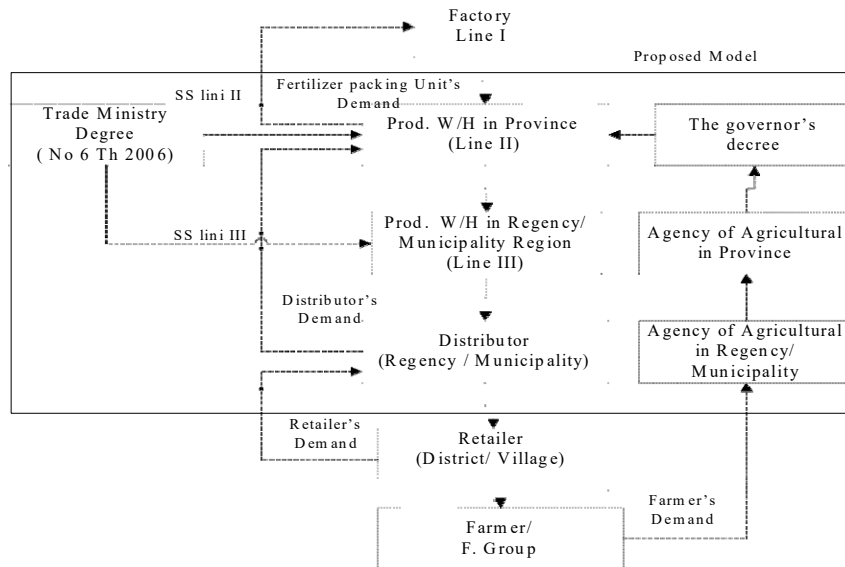 Factory
Line I
Proposed Model
SS lini II
Fertilizer packing Unit's
Demand
Trade Ministry
Degree
( No 6 Th 2006)
Prod. W/H in Province
(Line II)
The governor's
decree
SS lini III
Prod. W/H in Regency/
Municipality Region
(Line III)
Agency of Agricultural
in Province
Distributor's
Demand
Distributor
(Regency / Municipality)
Agency of Agricultural
in Regency/
Municipality
Retailer's
Demand
Retailer
(District/ Village)
Farmer's
Demand
Farmer/
F. Group